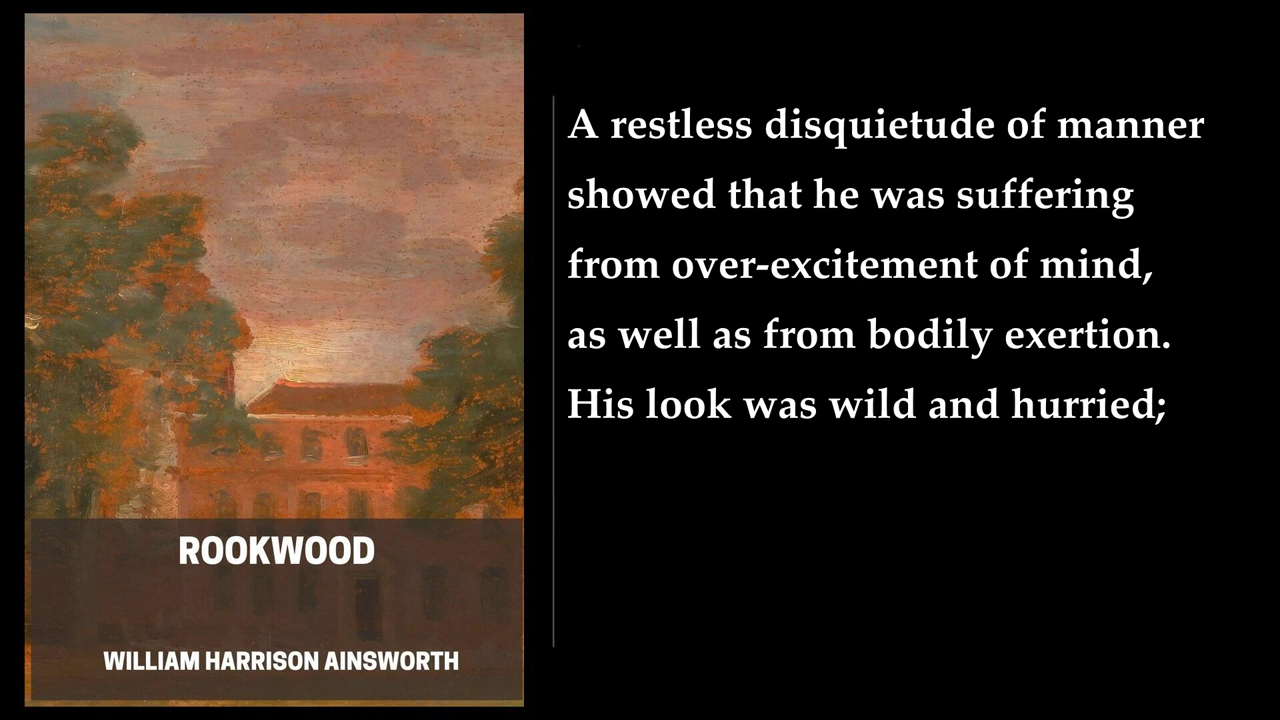 ROOKWOOD
WILLIAM HARRISON AINSWORTH
A restless disquietude of manner
showed that he was suffering
from over-excitement of mind,
as well as from bodily exertion.
His look was wild and hurried;